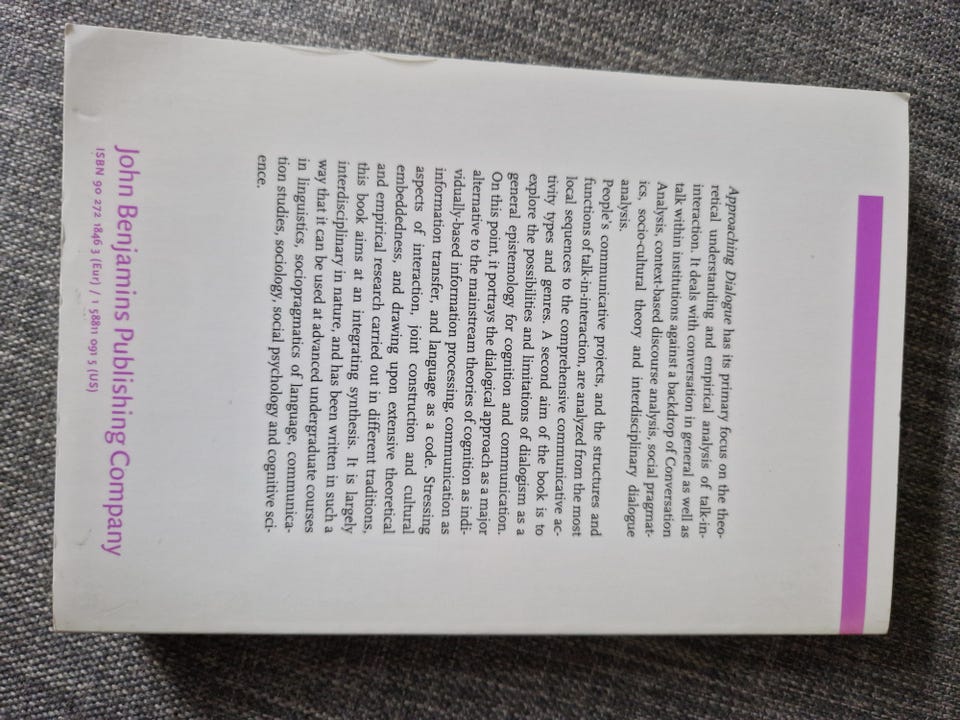 Approaching Dialogue has its primary focus on the theo-
retical understanding and empirical analysis of talk-in-
interaction. It deals with conversation in general as well as
talk within institutions against a backdrop of Conversation
Analysis, context-based discourse analysis, social pragmat-
ics, socio-cultural theory and interdisciplinary dialogue
analysis.
People's communicative projects, and the structures and
functions of talk-in-interaction, are analyzed from the most
local sequences to the comprehensive communicative ac-
tivity types and genres. A second aim of the book is to
explore the possibilities and limitations of dialogism as a
general epistemology for cognition and communication.
On this point, it portrays the dialogical approach as a major
alternative to the mainstream theories of cognition as indi-
vidually-based information processing, communication as
information transfer, and language as a code. Stressing
aspects of interaction, joint construction and cultural
embeddedness, and drawing upon extensive theoretical
and empirical research carried out in different traditions,
this book aims at an integrating synthesis. It is largely
interdisciplinary in nature, and has been written in such a
way that it can be used at advanced undergraduate courses
in linguistics, sociopragmatics of language, communica-
tion studies, sociology, social psychology and cognitive sci-
ence.
John Benjamins Publishing Company
ISBN 90 272 1846 3 (Eur) / 1 58811 091 5 (US)